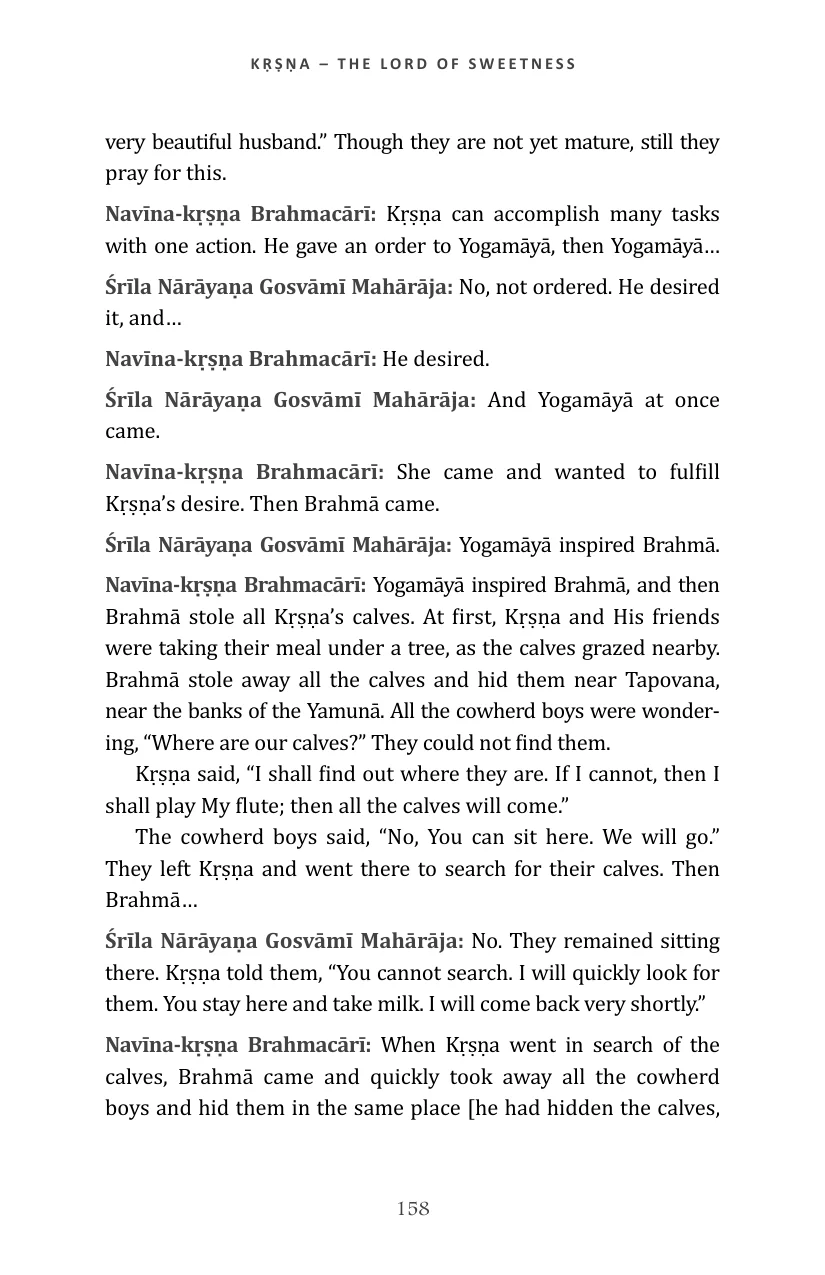 KṚṢṆA – THE LORD OF SWEETNESS
very beautiful husband.” Though they are not yet mature, still they
pray for this.
Navīna-kṛṣṇa Brahmacārī: Kṛṣṇa can accomplish many tasks
with one action. He gave an order to Yogamāyā, then Yogamāyā…
Śrīla Nārāyaṇa Gosvāmī Mahārāja: No, not ordered. He desired
it, and…
Navīna-kṛṣṇa Brahmacārī: He desired.
Śrīla Nārāyaṇa Gosvāmī Mahārāja: And Yogamāyā at once
came.
Navīna-kṛṣṇa Brahmacārī: She came and wanted to fulfill
Kṛṣṇa’s desire. Then Brahmā came.
Śrīla Nārāyaṇa Gosvāmī Mahārāja: Yogamāyā inspired Brahmā.
Navīna-kṛṣṇa Brahmacārī: Yogamāyā inspired Brahmā, and then
Brahmā stole all Kṛṣṇa’s calves. At first, Kṛṣṇa and His friends
were taking their meal under a tree, as the calves grazed nearby.
Brahmā stole away all the calves and hid them near Tapovana,
near the banks of the Yamunā. All the cowherd boys were wonder-
ing, “Where are our calves?” They could not find them.
Kṛṣṇa said, “I shall find out where they are. If I cannot, then I
shall play My flute; then all the calves will come.”
The cowherd boys said, “No, You can sit here. We will go.”
They left Kṛṣṇa and went there to search for their calves. Then
Brahmā…
Śrīla Nārāyaṇa Gosvāmī Mahārāja: No. They remained sitting
there. Kṛṣṇa told them, “You cannot search. I will quickly look for
them. You stay here and take milk. I will come back very shortly.”
Navīna-kṛṣṇa Brahmacārī: When Kṛṣṇa went in search of the
calves, Brahmā came and quickly took away all the cowherd
boys and hid them in the same place [he had hidden the calves,
158